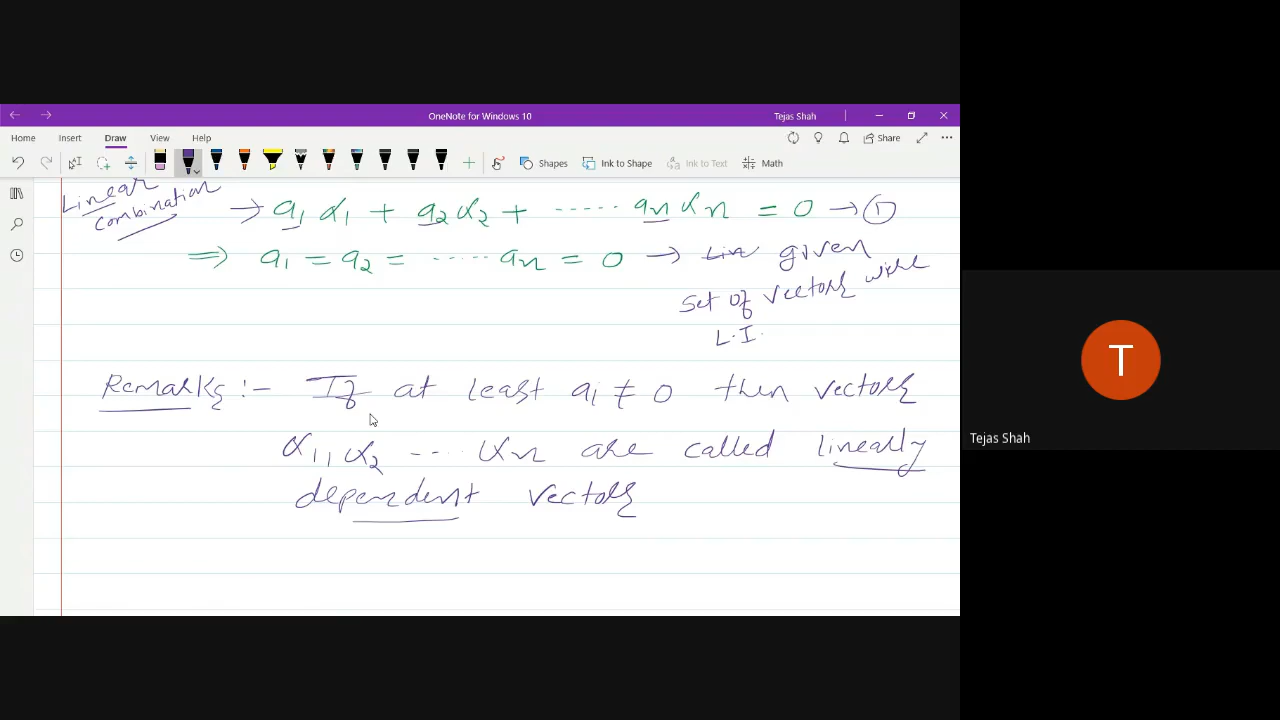 OneNote for Windows 10
Tejas Shah
Home Insert Draw View Help
Share
Shapes Ink to Shape Ink to Text Math
Linear
combination
→ a1 α1 + a2 α2 + ...... an αn = 0 → ①
⇒ a1 = a2 = ...... an = 0 → given
set of vectors were
L.I.
Remarks :- If at least ai ≠ 0 then vectors
α1, α2 ..... αn are called linearly
dependent vectors
T
Tejas Shah